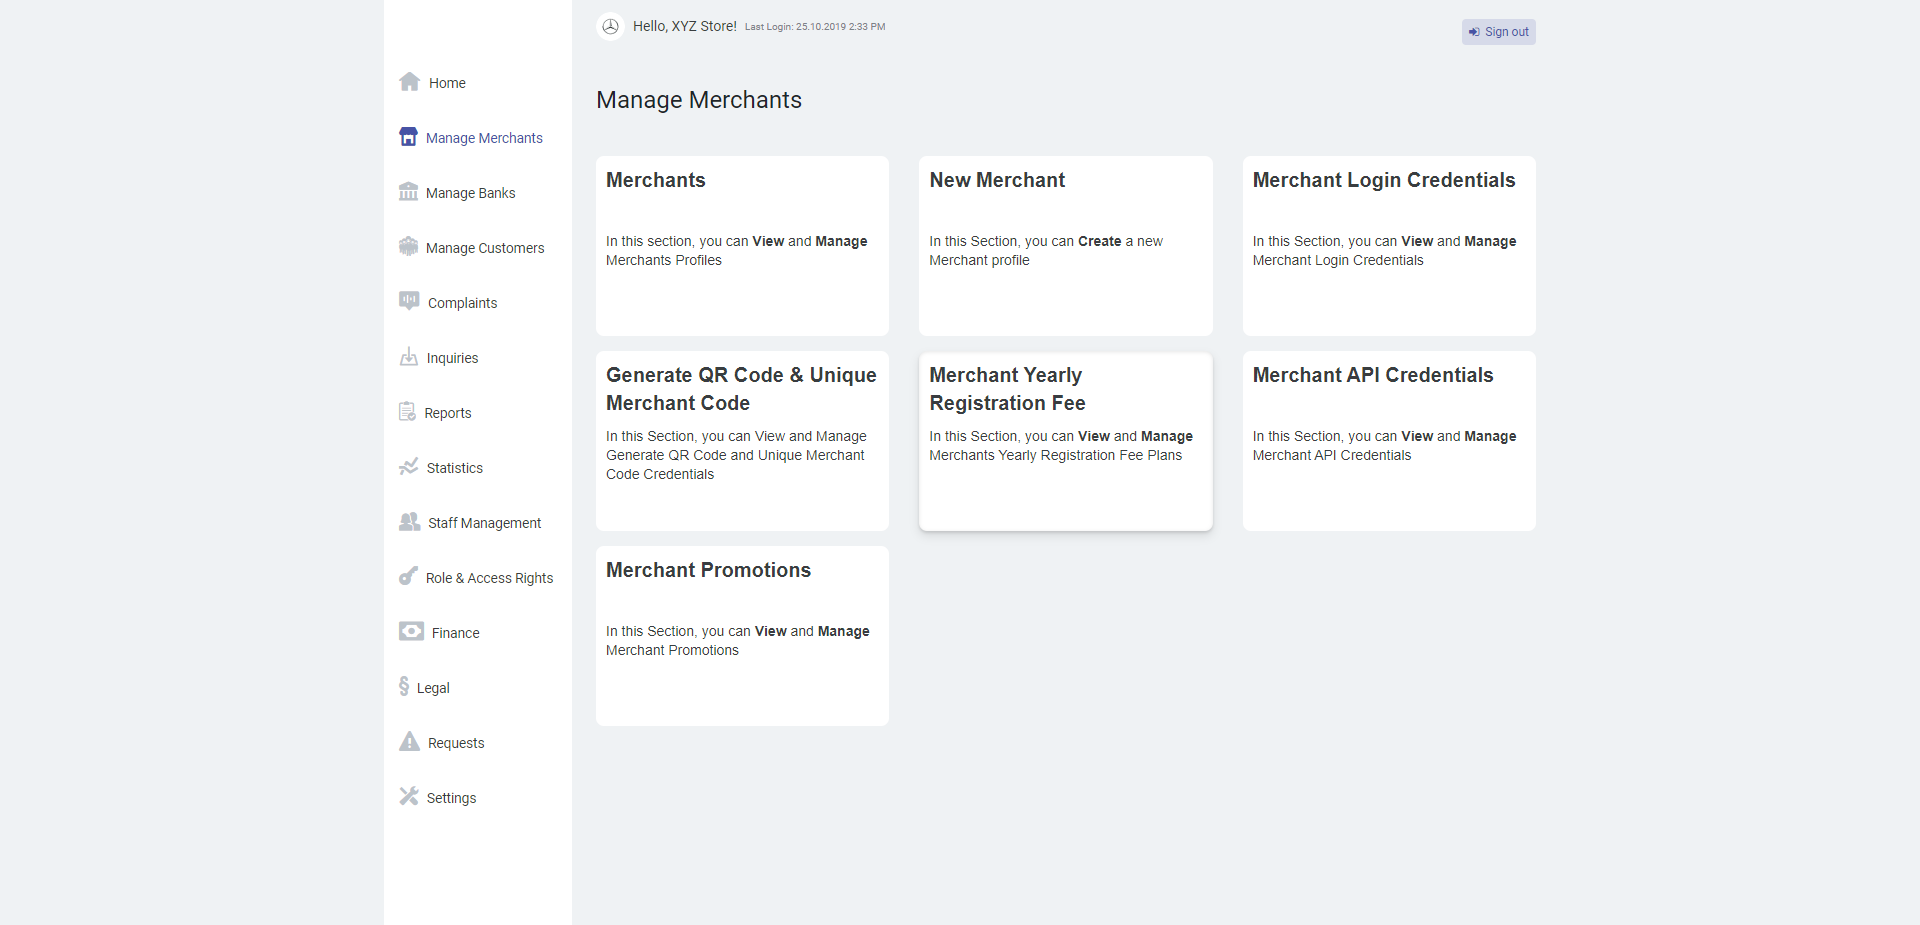 Hello, XYZ Store! Last Login: 25.10.2019 2:33 PM
Sign out
Home
Manage Merchants
Manage Banks
Manage Customers
Complaints
Inquiries
Reports
Statistics
Staff Management
Role & Access Rights
Finance
Legal
Requests
Settings
Manage Merchants
Merchants
In this section, you can View and Manage
Merchants Profiles
New Merchant
In this Section, you can Create a new
Merchant profile
Merchant Login Credentials
In this Section, you can View and Manage
Merchant Login Credentials
Generate QR Code & Unique
Merchant Code
In this Section, you can View and Manage
Generate QR Code and Unique Merchant
Code Credentials
Merchant Yearly
Registration Fee
In this Section, you can View and Manage
Merchants Yearly Registration Fee Plans
Merchant API Credentials
In this Section, you can View and Manage
Merchant API Credentials
Merchant Promotions
In this Section, you can View and Manage
Merchant Promotions